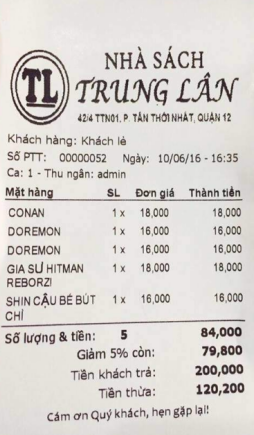 TL
NHÀ SÁCH
TRUNG LÂN
42/4 TTN01, P. TÂN THỚI NHẤT, QUẬN 12
Khách hàng: Khách lẻ
Số PTT: 00000052 Ngày: 10/06/16 - 16:35
Ca: 1 - Thu ngân: admin
Mặt hàng SL Đơn giá Thành tiền
CONAN 1 x 18,000 18,000
DOREMON 1 x 16,000 16,000
DOREMON 1 x 16,000 16,000
GIA SƯ HITMAN 1 x 18,000 18,000
REBORZ!
SHIN CẬU BÉ BÚT 1 x 16,000 16,000
CHÌ
Số lượng & tiền: 5 84,000
Giảm 5% còn: 79,800
Tiền khách trả: 200,000
Tiền thừa: 120,200
Cám ơn Quý khách, hẹn gặp lại!